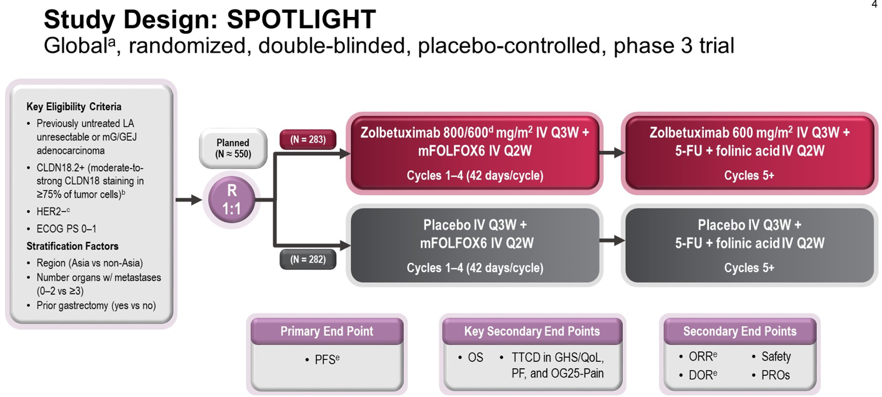 4
Study Design: SPOTLIGHT
Globalᵃ, randomized, double-blinded, placebo-controlled, phase 3 trial
Key Eligibility Criteria
• Previously untreated LA
unresectable or mG/GEJ
adenocarcinoma
• CLDN18.2+ (moderate-to-
strong CLDN18 staining in
≥75% of tumor cells)ᵇ
• HER2−ᶜ
• ECOG PS 0–1
Stratification Factors
• Region (Asia vs non-Asia)
• Number organs w/ metastases
(0–2 vs ≥3)
• Prior gastrectomy (yes vs no)
Planned
(N ≈ 550)
R
1:1
(N = 283)
Zolbetuximab 800/600ᵈ mg/m² IV Q3W +
mFOLFOX6 IV Q2W
Cycles 1–4 (42 days/cycle)
Zolbetuximab 600 mg/m² IV Q3W +
5-FU + folinic acid IV Q2W
Cycles 5+
(N = 282)
Placebo IV Q3W +
mFOLFOX6 IV Q2W
Cycles 1–4 (42 days/cycle)
Placebo IV Q3W +
5-FU + folinic acid IV Q2W
Cycles 5+
Primary End Point
• PFSᵉ
Key Secondary End Points
• OS
• TTCD in GHS/QoL,
PF, and OG25-Pain
Secondary End Points
• ORRᵉ
• DORᵉ
• Safety
• PROs